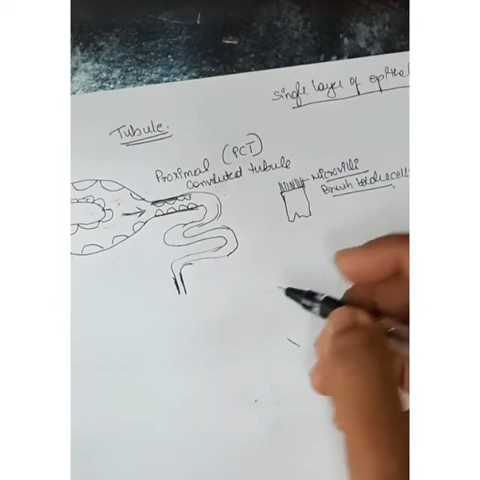 Single layer of epithel
Tubule:
Proximal (PCT)
Convoluted tubule
Microvilli
Brush border cells